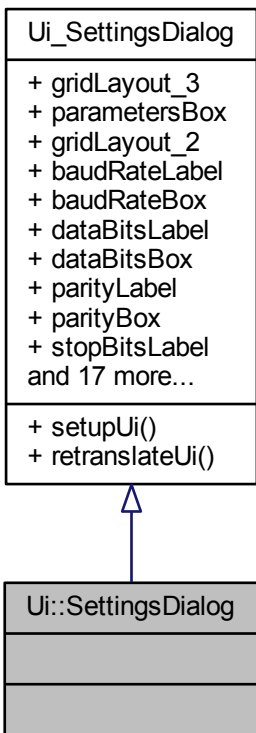 Ui_SettingsDialog
+ gridLayout_3
+ parametersBox
+ gridLayout_2
+ baudRateLabel
+ baudRateBox
+ dataBitsLabel
+ dataBitsBox
+ parityLabel
+ parityBox
+ stopBitsLabel
and 17 more...
+ setupUi()
+ retranslateUi()
Ui::SettingsDialog